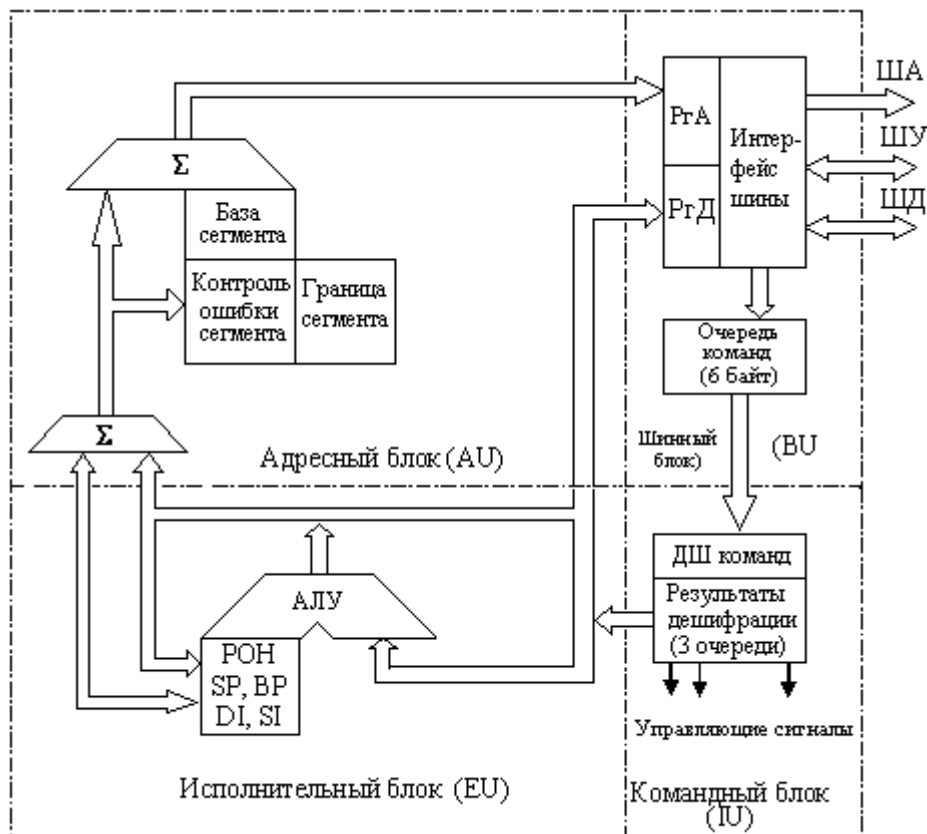 ША
ШУ
ШД
РгА
РгД
Интер-
фейс
шины
Σ
База
сегмента
Контроль
ошибки
сегмента
Граница
сегмента
Очередь
команд
(6 байт)
Σ
Адресный блок (AU)
Шинный
блок)
(BU
ДШ команд
Результаты
дешифрации
(3 очереди)
АЛУ
РОН
SP, BP
DI, SI
Управляющие сигналы
Исполнительный блок (EU)
Командный блок
(IU)